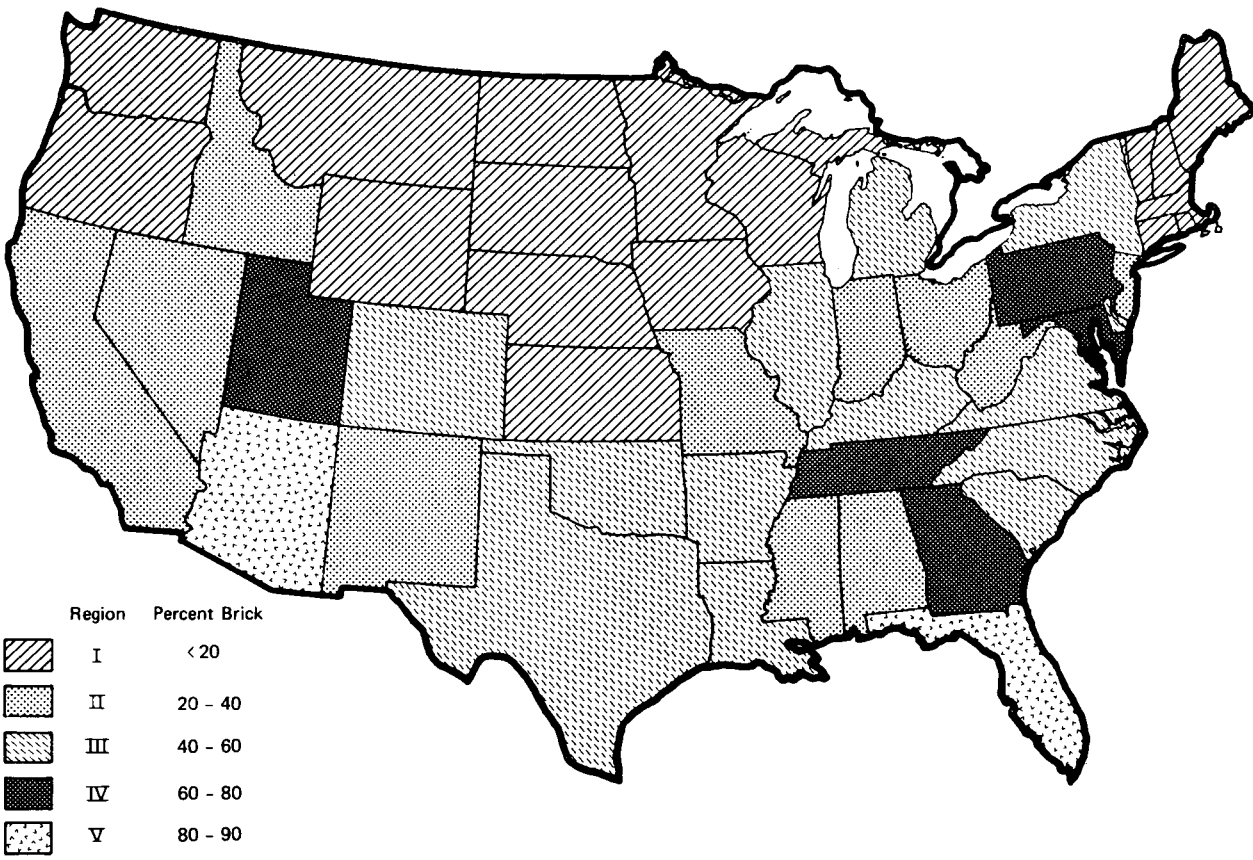 Region Percent Brick
I <20
II 20 - 40
III 40 - 60
IV 60 - 80
V 80 - 90